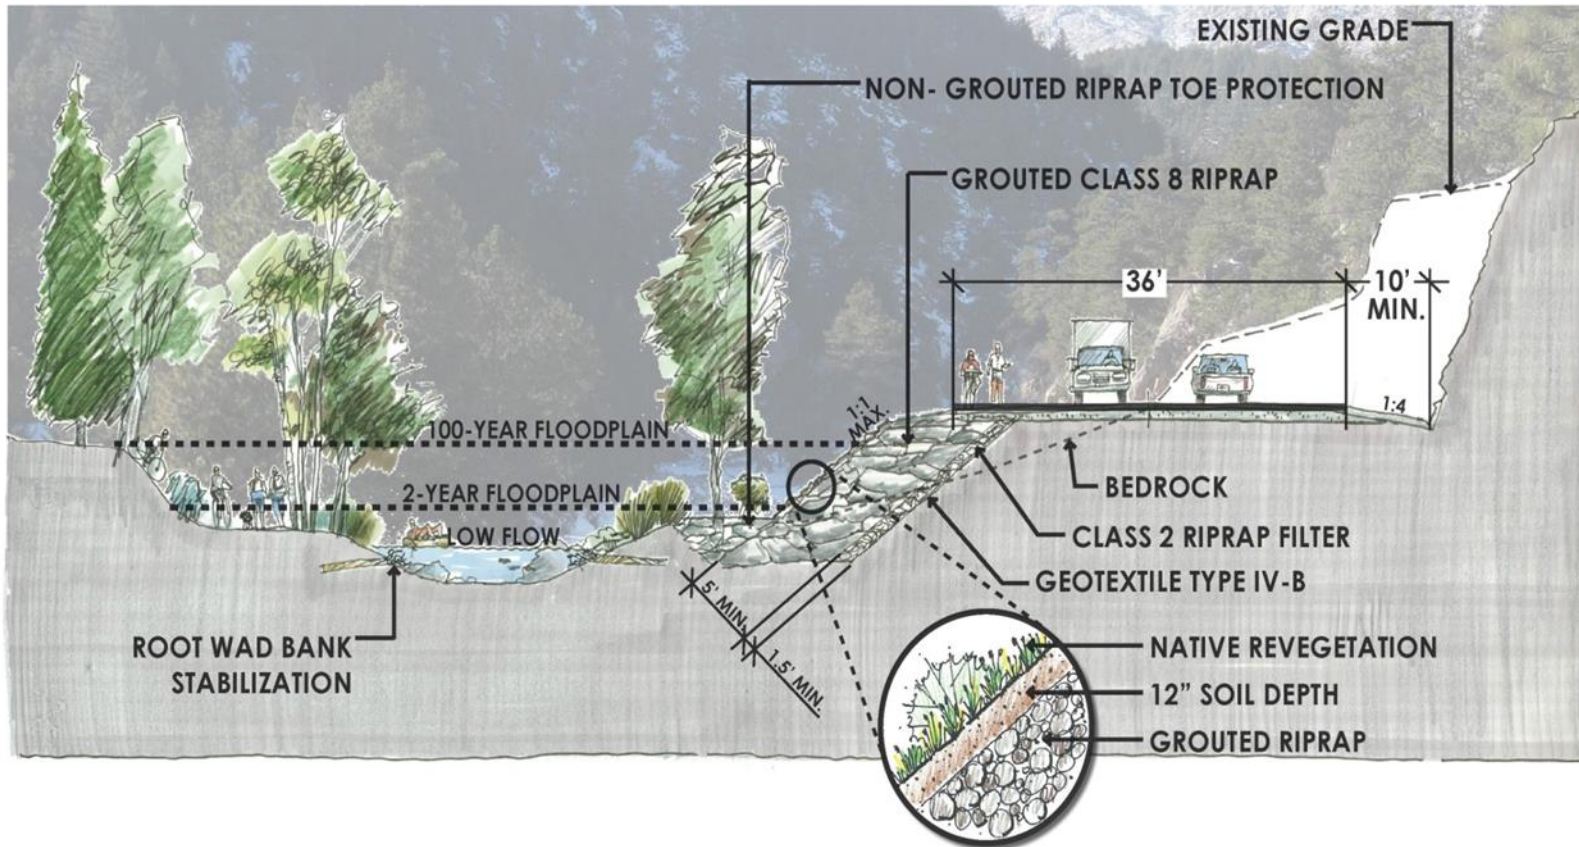 EXISTING GRADE
NON- GROUTED RIPRAP TOE PROTECTION
GROUTED CLASS 8 RIPRAP
36'
10'
MIN.
1:1
MAX.
1:4
100-YEAR FLOODPLAIN
2-YEAR FLOODPLAIN
LOW FLOW
BEDROCK
CLASS 2 RIPRAP FILTER
GEOTEXTILE TYPE IV-B
5' MIN.
1.5' MIN.
ROOT WAD BANK
STABILIZATION
NATIVE REVEGETATION
12” SOIL DEPTH
GROUTED RIPRAP